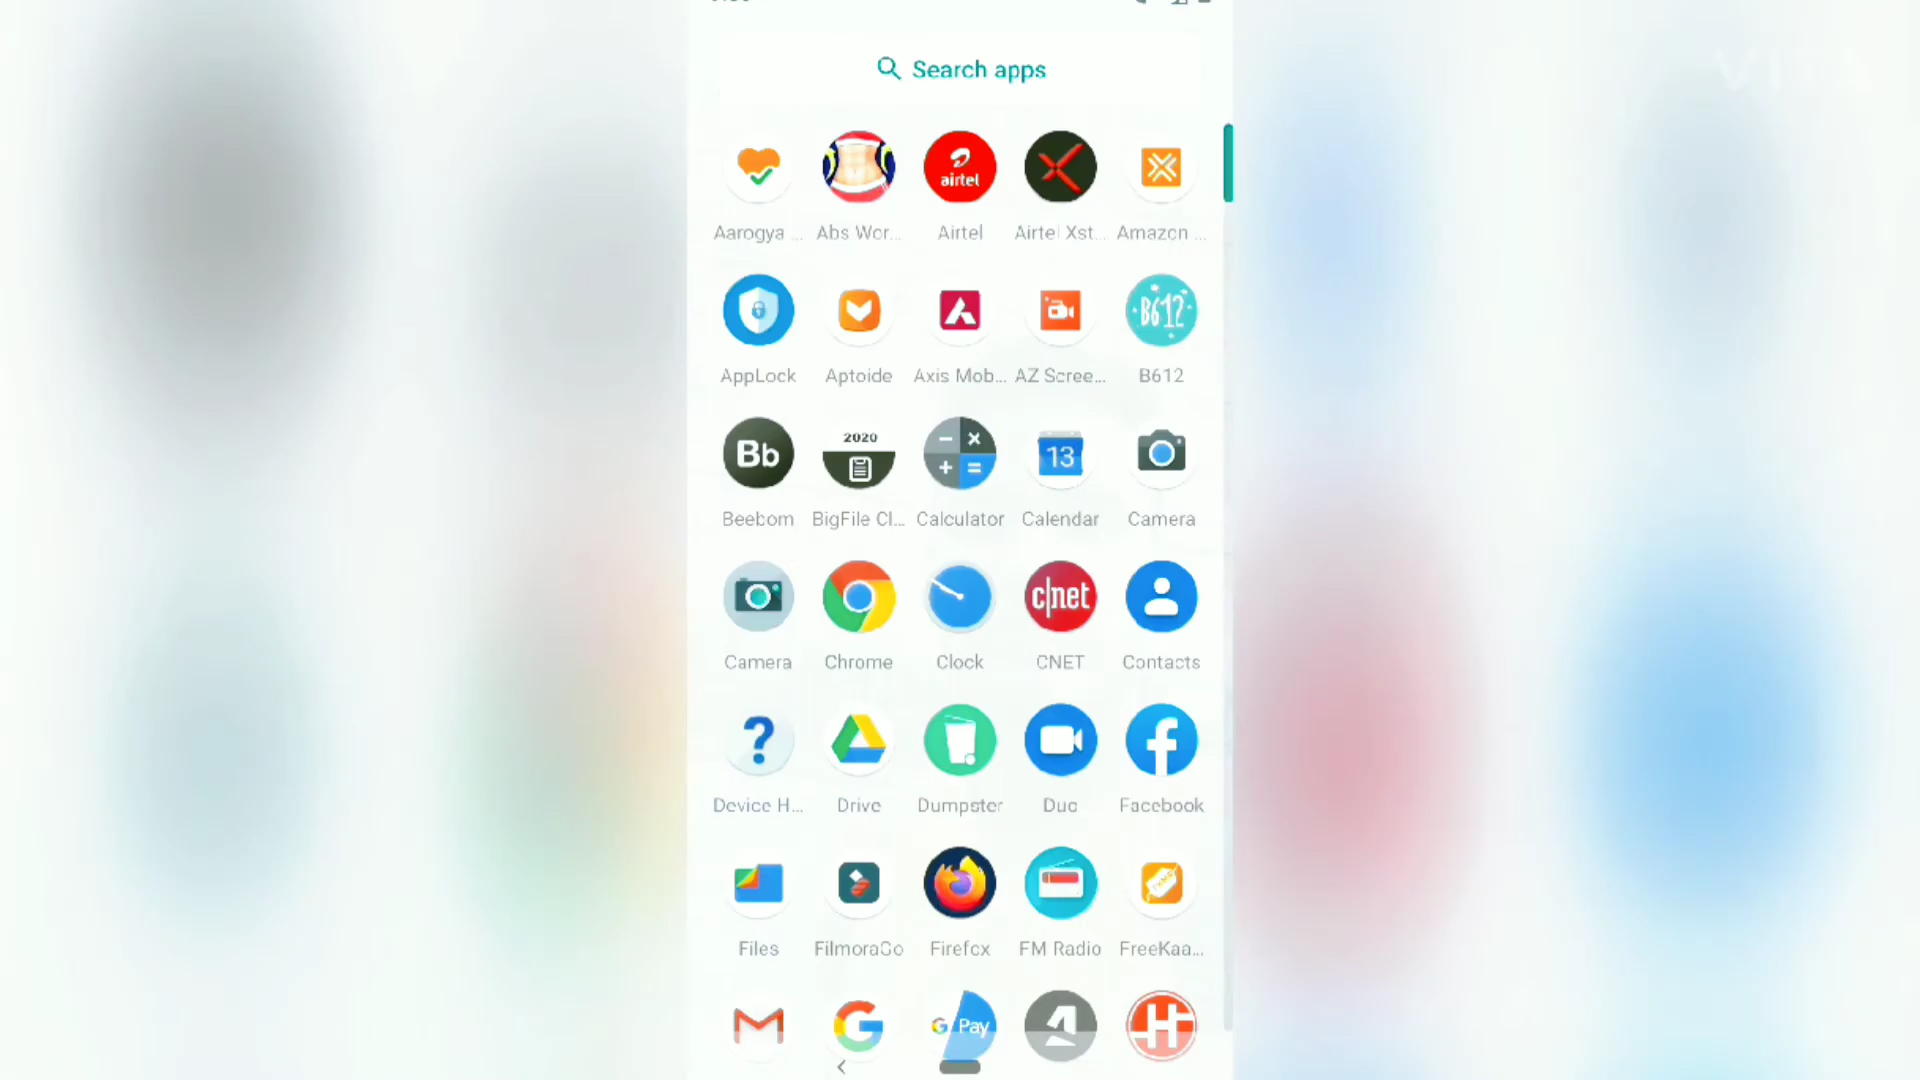 Search apps
airtel
Aarogya ... Abs Wor... Airtel Airtel Xst... Amazon ...
B612
AppLock Aptoide Axis Mob... AZ Scree... B612
Bb 2020 13
Beebom BigFile Cl... Calculator Calendar Camera
c|net
Camera Chrome Clock CNET Contacts
Device H... Drive Dumpster Duo Facebook
Files FilmoraGo Firefox FM Radio FreeKaa...
G Pay